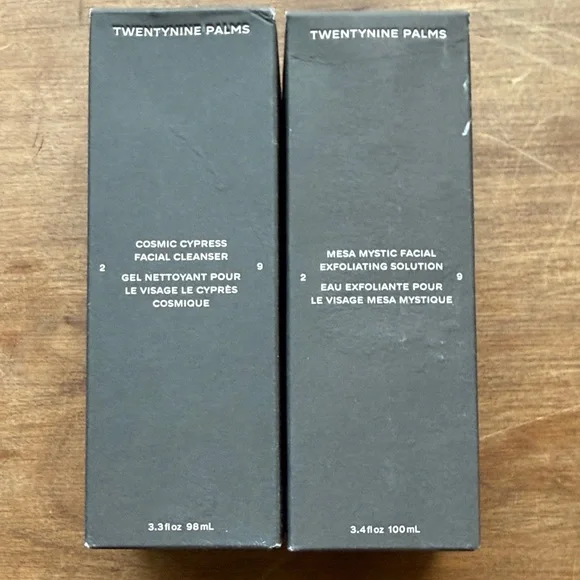 TWENTYNINE PALMS
COSMIC CYPRESS
FACIAL CLEANSER
2
9
GEL NETTOYANT POUR
LE VISAGE LE CYPRÈS
COSMIQUE
3.3 fl oz 98 mL
TWENTYNINE PALMS
MESA MYSTIC FACIAL
EXFOLIATING SOLUTION
2
9
EAU EXFOLIANTE POUR
LE VISAGE MESA MYSTIQUE
3.4 fl oz 100 mL